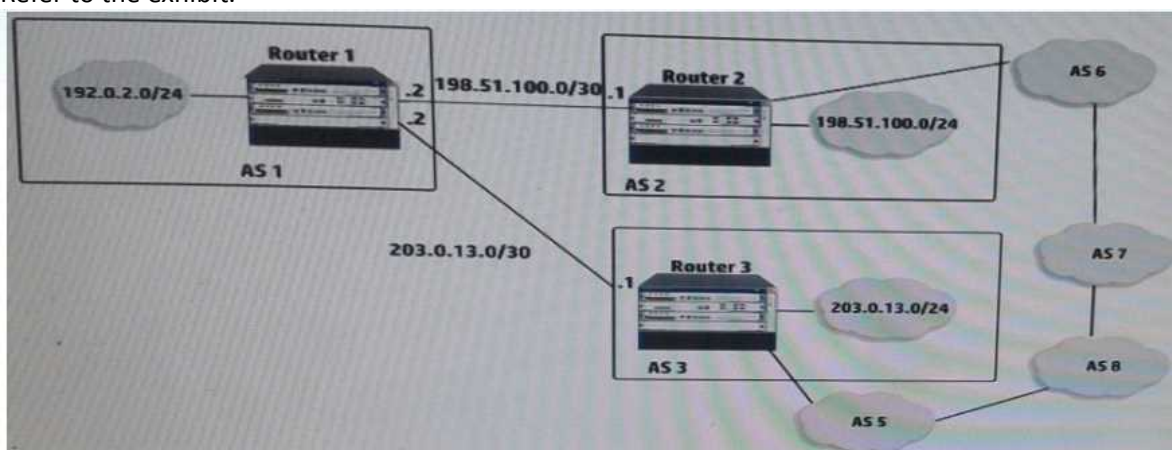 Refer to the exhibit.
Router 1
192.0.2.0/24
.2
.2
AS 1
198.51.100.0/30
.1
Router 2
198.51.100.0/24
AS 2
AS 6
203.0.13.0/30
.1
Router 3
203.0.13.0/24
AS 3
AS 7
AS 8
AS 5